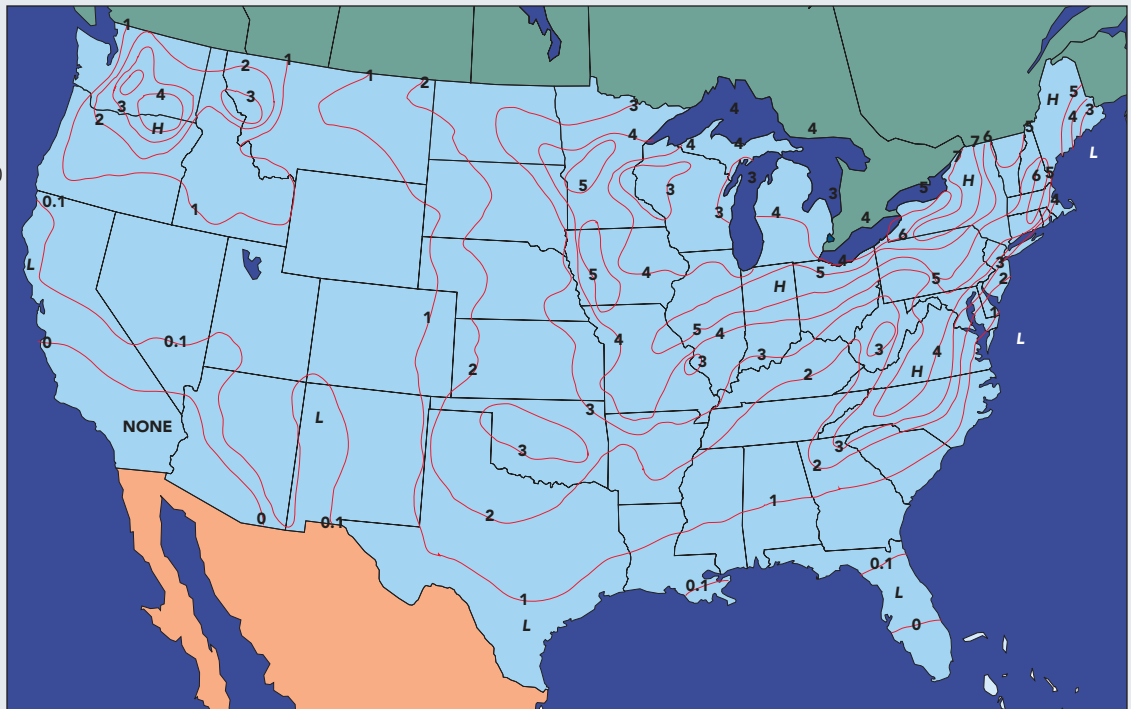 1
2 1 1 2
3 4 3 3 4
H 5 4 3
2 H 4 4 4 7 6 5
7
L
5 3 3 5 H 6 5
0.1 1 3 4 3 4 4
6
L 5 4 4 5 H 5 3 2
1 5 4 1
0 0.1 4 3 3 3 4 L
2 2 H
3
NONE L 3 3
2
0 0.1 2 1
0.1
1 0.1 L
L 0